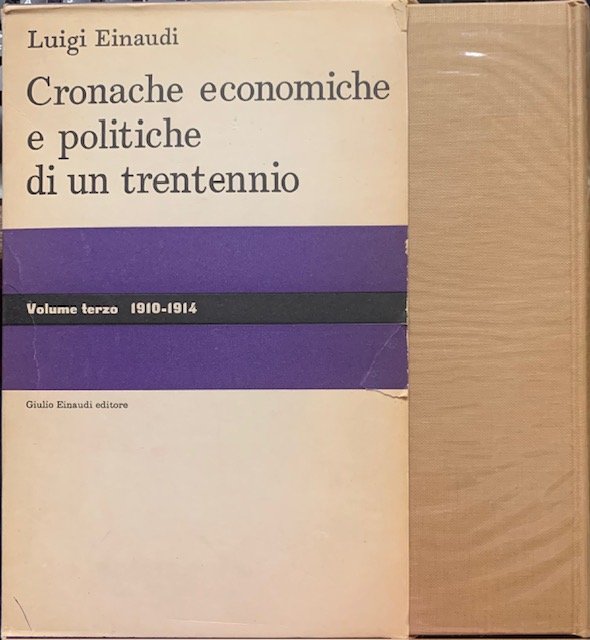 Luigi Einaudi
Cronache economiche
e politiche
di un trentennio
Volume terzo 1910-1914
Giulio Einaudi editore